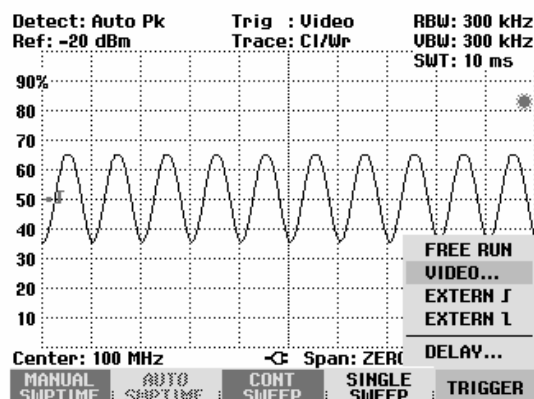 Detect: Auto Pk Trig : Video RBW: 300 kHz
Ref: -20 dBm Trace: Cl/Wr VBW: 300 kHz
SWT: 10 ms
90%
80
70
60
50 T
40
30
20
10
FREE RUN
VIDEO...
EXTERN
EXTERN
DELAY...
Center: 100 MHz Span: ZERO
MANUAL SWPTIME
AUTO SWPTIME
CONT SWEEP
SINGLE SWEEP
TRIGGER